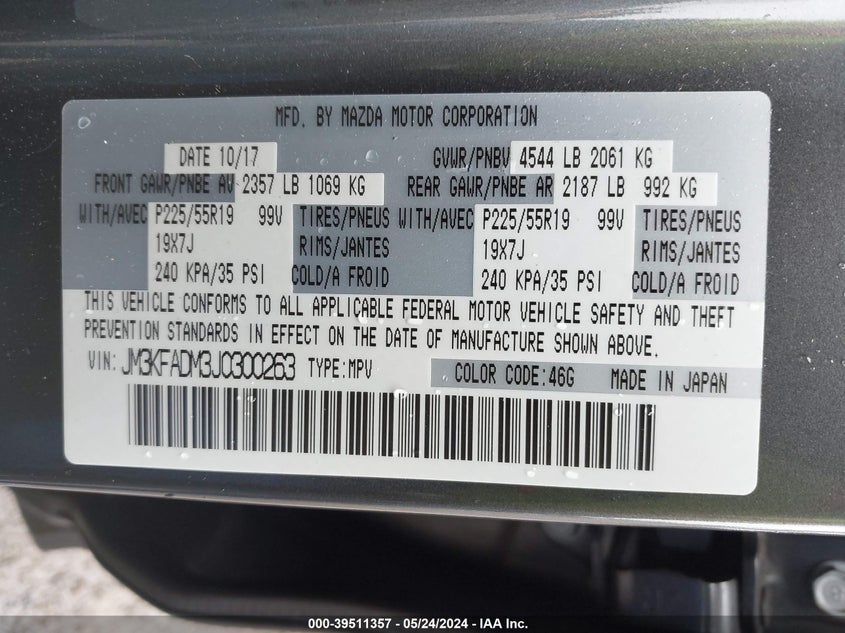 MFD. BY MAZDA MOTOR CORPORATION
DATE 10/17 GVWR/PNBV 4544 LB 2061 KG
FRONT GAWR/PNBE AV 2357 LB 1069 KG REAR GAWR/PNBE AR 2187 LB 992 KG
WITH/AVEC P225/55R19 99V TIRES/PNEUS WITH/AVEC P225/55R19 99V TIRES/PNEUS
19X7J RIMS/JANTES 19X7J RIMS/JANTES
240 KPA/35 PSI COLD/A FROID 240 KPA/35 PSI COLD/A FROID
THIS VEHICLE CONFORMS TO ALL APPLICABLE FEDERAL MOTOR VEHICLE SAFETY AND THEFT
PREVENTION STANDARDS IN EFFECT ON THE DATE OF MANUFACTURE SHOWN ABOVE.
VIN: JM3KFADM3J0300263 TYPE:MPV COLOR CODE:46G MADE IN JAPAN
000-39511357 - 05/24/2024 - IAA Inc.